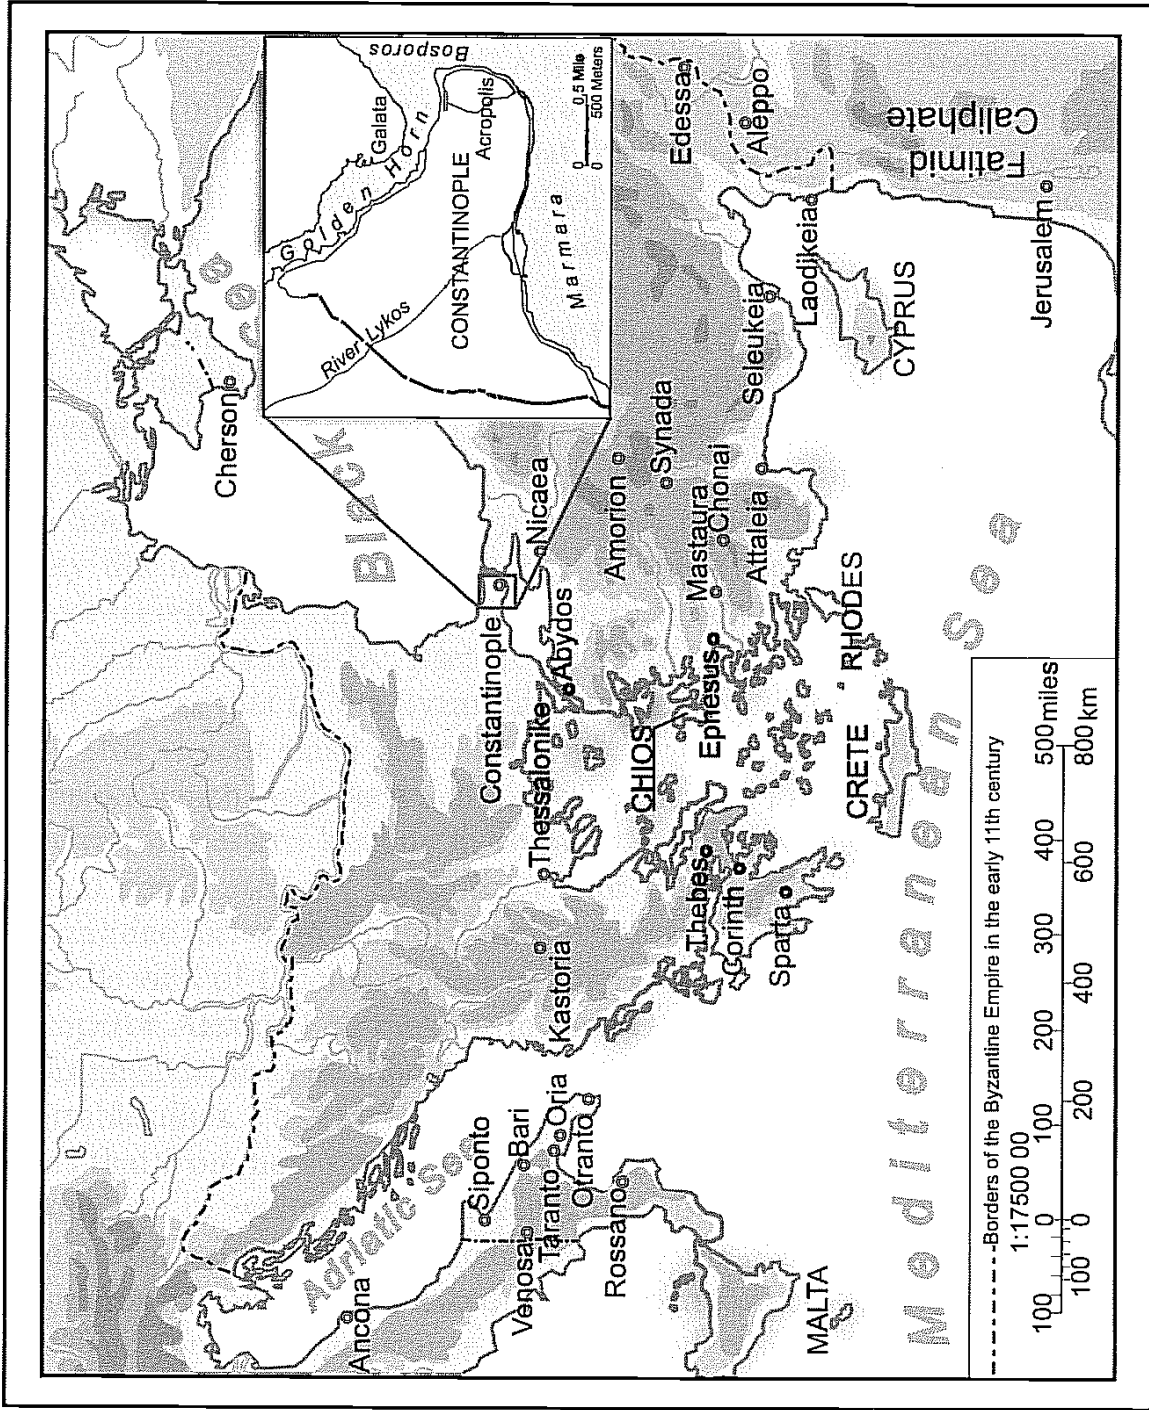 Black Sea
Cherson
Adriatic Sea
Ancona
Siponto
Venosa
Bari
Taranto
Oria
Otranto
Rossano
Kastoria
Thessalonike
Constantinople
Abydos
Nicaea
CHIOS
Amorion
Synada
Mastaura
Chonai
Ephesus
Attaleia
Seleukeia
Thebes
Corinth
Sparta
RHODES
CRETE
CYPRUS
Laodikeia
Edessa
Aleppo
Fatimid
Caliphate
Jerusalem
MALTA
Mediterranean Sea
Bosporos
Galata
Golden Horn
Acropolis
CONSTANTINOPLE
River Lykos
Marmara
0 0,5 Mile
0 500 Meters
Borders of the Byzantine Empire in the early 11th century
1:17500 00
100 0 100 200 300 400 500 miles
100 0 200 400 600 800 km